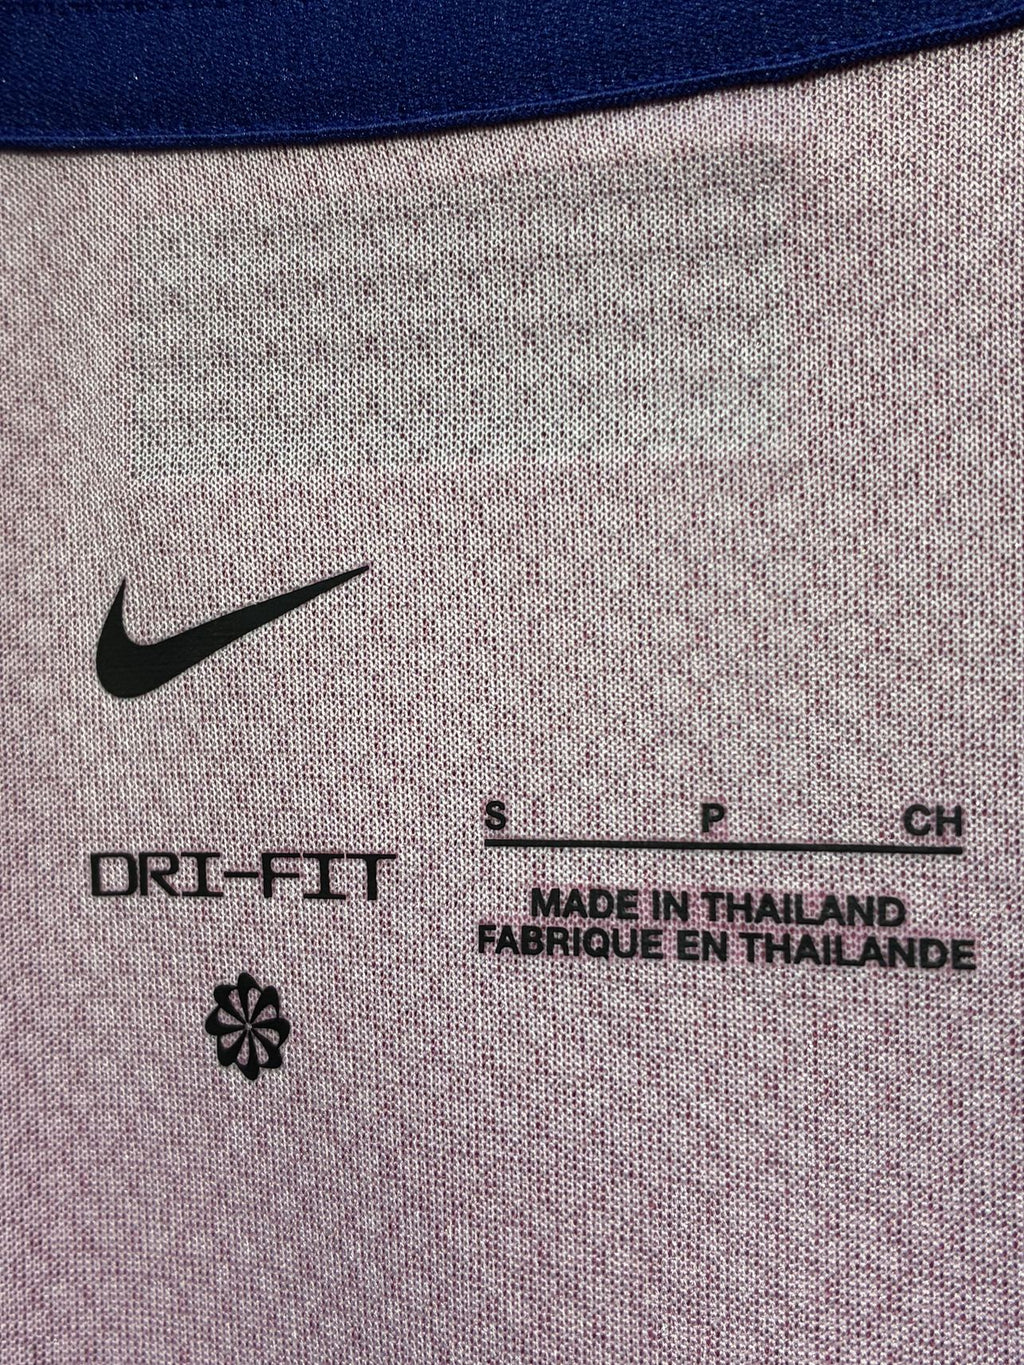 DRI-FIT
S P CH
MADE IN THAILAND
FABRIQUE EN THAILANDE